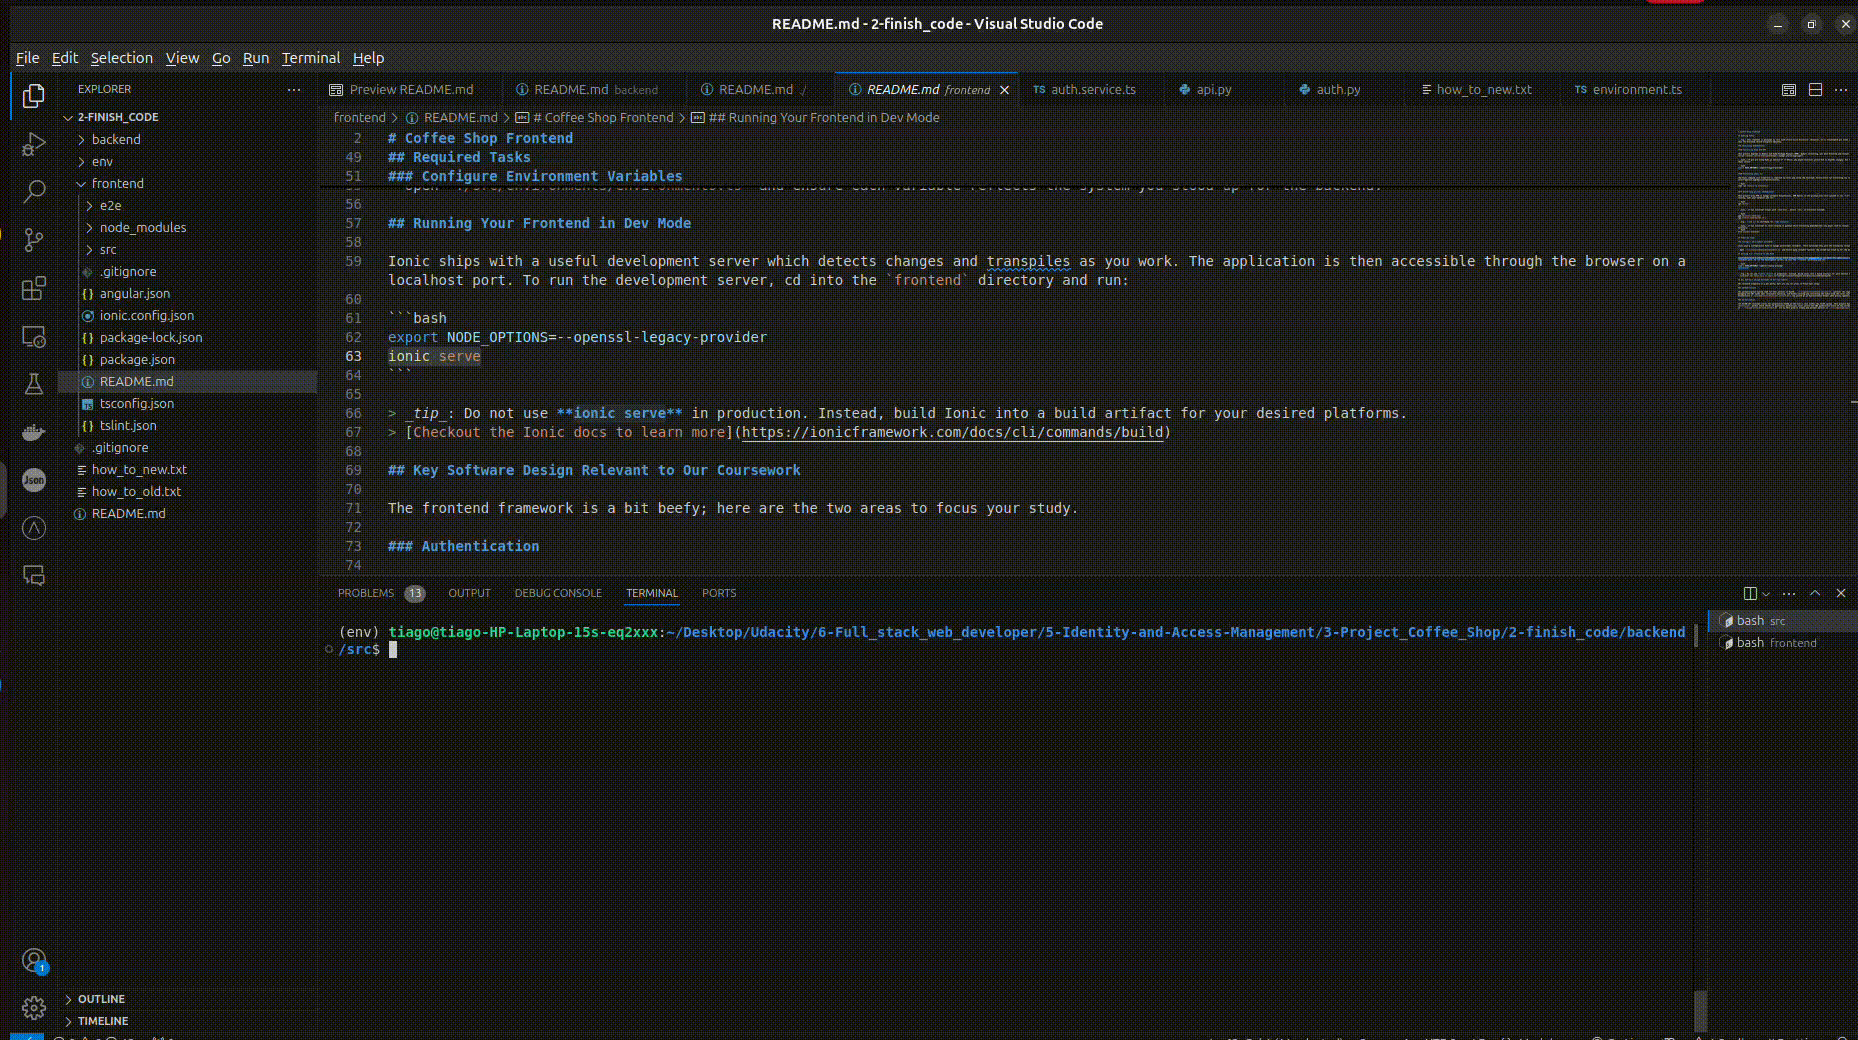 README.md - 2-finish_code - Visual Studio Code
File Edit Selection View Go Run Terminal Help
EXPLORER
Preview README.md
README.md backend
README.md ./
README.md frontend
TS auth.service.ts
api.py
auth.py
how_to_new.txt
TS environment.ts
2-FINISH_CODE
backend
env
frontend
e2e
node_modules
src
.gitignore
{} angular.json
ionic.config.json
{} package-lock.json
{} package.json
README.md
TS tsconfig.json
{} tslint.json
.gitignore
how_to_new.txt
how_to_old.txt
README.md
Json
1
OUTLINE
TIMELINE
frontend > README.md > # Coffee Shop Frontend > ## Running Your Frontend in Dev Mode
2 # Coffee Shop Frontend
49 ## Required Tasks
51 ### Configure Environment Variables
56
57 ## Running Your Frontend in Dev Mode
58
59 Ionic ships with a useful development server which detects changes and transpiles as you work. The application is then accessible through the browser on a
localhost port. To run the development server, cd into the `frontend` directory and run:
60
61 ```bash
62 export NODE_OPTIONS=--openssl-legacy-provider
63 ionic serve
64 ```
65
66 > _tip_: Do not use **ionic serve** in production. Instead, build Ionic into a build artifact for your desired platforms.
67 > [Checkout the Ionic docs to learn more](https://ionicframework.com/docs/cli/commands/build)
68
69 ## Key Software Design Relevant to Our Coursework
70
71 The frontend framework is a bit beefy; here are the two areas to focus your study.
72
73 ### Authentication
74
PROBLEMS 13 OUTPUT DEBUG CONSOLE TERMINAL PORTS
(env) tiago@tiago-HP-Laptop-15s-eq2xxx:~/Desktop/Udacity/6-Full_stack_web_developer/5-Identity-and-Access-Management/3-Project_Coffee_Shop/2-finish_code/backend
/src$
bash src
bash frontend